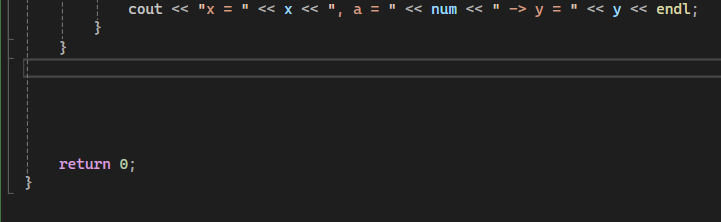 cout << "x = " << x << ", a = " << num << " -> y = " << y << endl;
}
}
return 0;
}